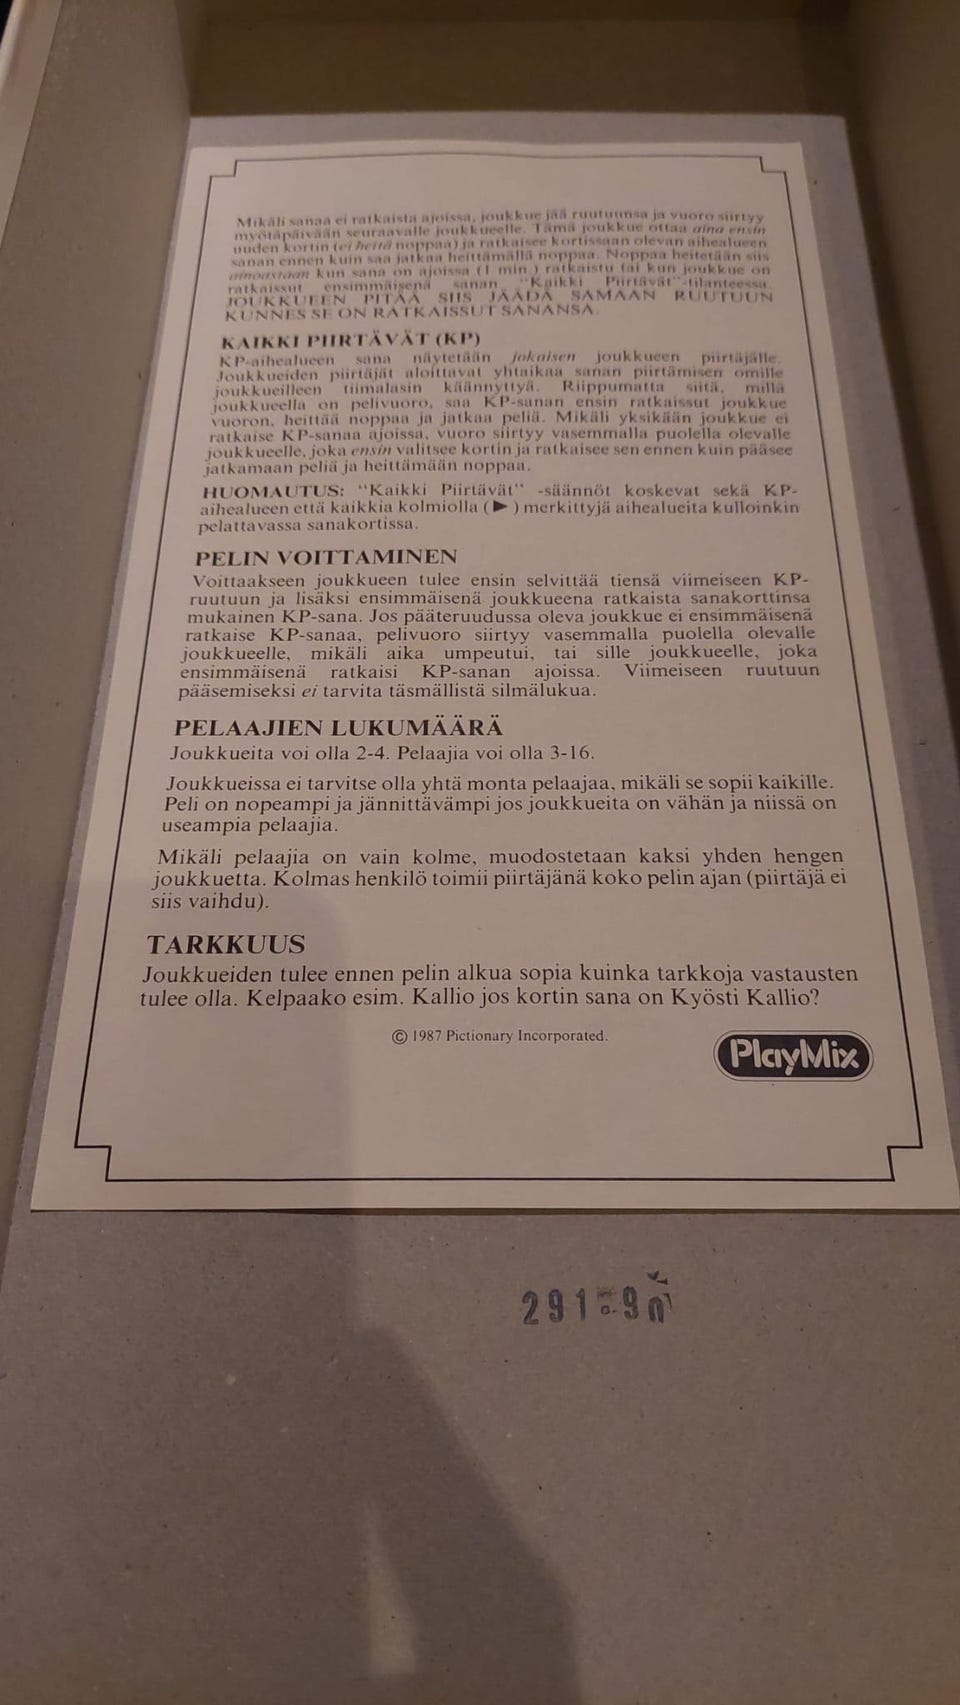 Mikäli sanaa ei ratkaista ajoissa, joukkue jää ruutuunsa ja vuoro siirtyy
myötäpäivään seuraavalle joukkueelle. Tämä joukkue ottaa aina ensin
uuden kortin (ei heitä noppaa) ja ratkaisee kortissaan olevan aihealueen
sanan ennen kuin saa jatkaa heittämällä noppaa. Noppaa heitetään siis
ainoastaan kun sana on ajoissa (1 min.) ratkaistu tai kun joukkue on
ratkaissut ensimmäisenä sanan "Kaikki Piirtävät"-tilanteessa.
JOUKKUEEN PITÄÄ SIIS JÄÄDÄ SAMAAN RUUTUUN
KUNNES SE ON RATKAISSUT SANANSA.
KAIKKI PIIRTÄVÄT (KP)
KP-aihealueen sana näytetään jokaisen joukkueen piirtäjälle.
Joukkueiden piirtäjät aloittavat yhtaikaa sanan piirtämisen omille
joukkueilleen tiimalasin käännyttyä. Riippumatta siitä, millä
joukkueella on pelivuoro, saa KP-sanan ensin ratkaissut joukkue
vuoron, heittää noppaa ja jatkaa peliä. Mikäli yksikään joukkue ei
ratkaise KP-sanaa ajoissa, vuoro siirtyy vasemmalla puolella olevalle
joukkueelle, joka ensin valitsee kortin ja ratkaisee sen ennen kuin pääsee
jatkamaan peliä ja heittämään noppaa.
HUOMAUTUS: "Kaikki Piirtävät" -säännöt koskevat sekä KP-
aihealueen että kaikkia kolmiolla (▶) merkittyjä aihealueita kulloinkin
pelattavassa sanakortissa.
PELIN VOITTAMINEN
Voittaakseen joukkueen tulee ensin selvittää tiensä viimeiseen KP-
ruutuun ja lisäksi ensimmäisenä joukkueena ratkaista sanakorttinsa
mukainen KP-sana. Jos pääteruudussa oleva joukkue ei ensimmäisenä
ratkaise KP-sanaa, pelivuoro siirtyy vasemmalla puolella olevalle
joukkueelle, mikäli aika umpeutui, tai sille joukkueelle, joka
ensimmäisenä ratkaisi KP-sanan ajoissa. Viimeiseen ruutuun
pääsemiseksi ei tarvita täsmällistä silmälukua.
PELAAJIEN LUKUMÄÄRÄ
Joukkueita voi olla 2-4. Pelaajia voi olla 3-16.
Joukkueissa ei tarvitse olla yhtä monta pelaajaa, mikäli se sopii kaikille.
Peli on nopeampi ja jännittävämpi jos joukkueita on vähän ja niissä on
useampia pelaajia.
Mikäli pelaajia on vain kolme, muodostetaan kaksi yhden hengen
joukkuetta. Kolmas henkilö toimii piirtäjänä koko pelin ajan (piirtäjä ei
siis vaihdu).
TARKKUUS
Joukkueiden tulee ennen pelin alkua sopia kuinka tarkkoja vastausten
tulee olla. Kelpaako esim. Kallio jos kortin sana on Kyösti Kallio?
© 1987 Pictionary Incorporated.
PlayMix
291